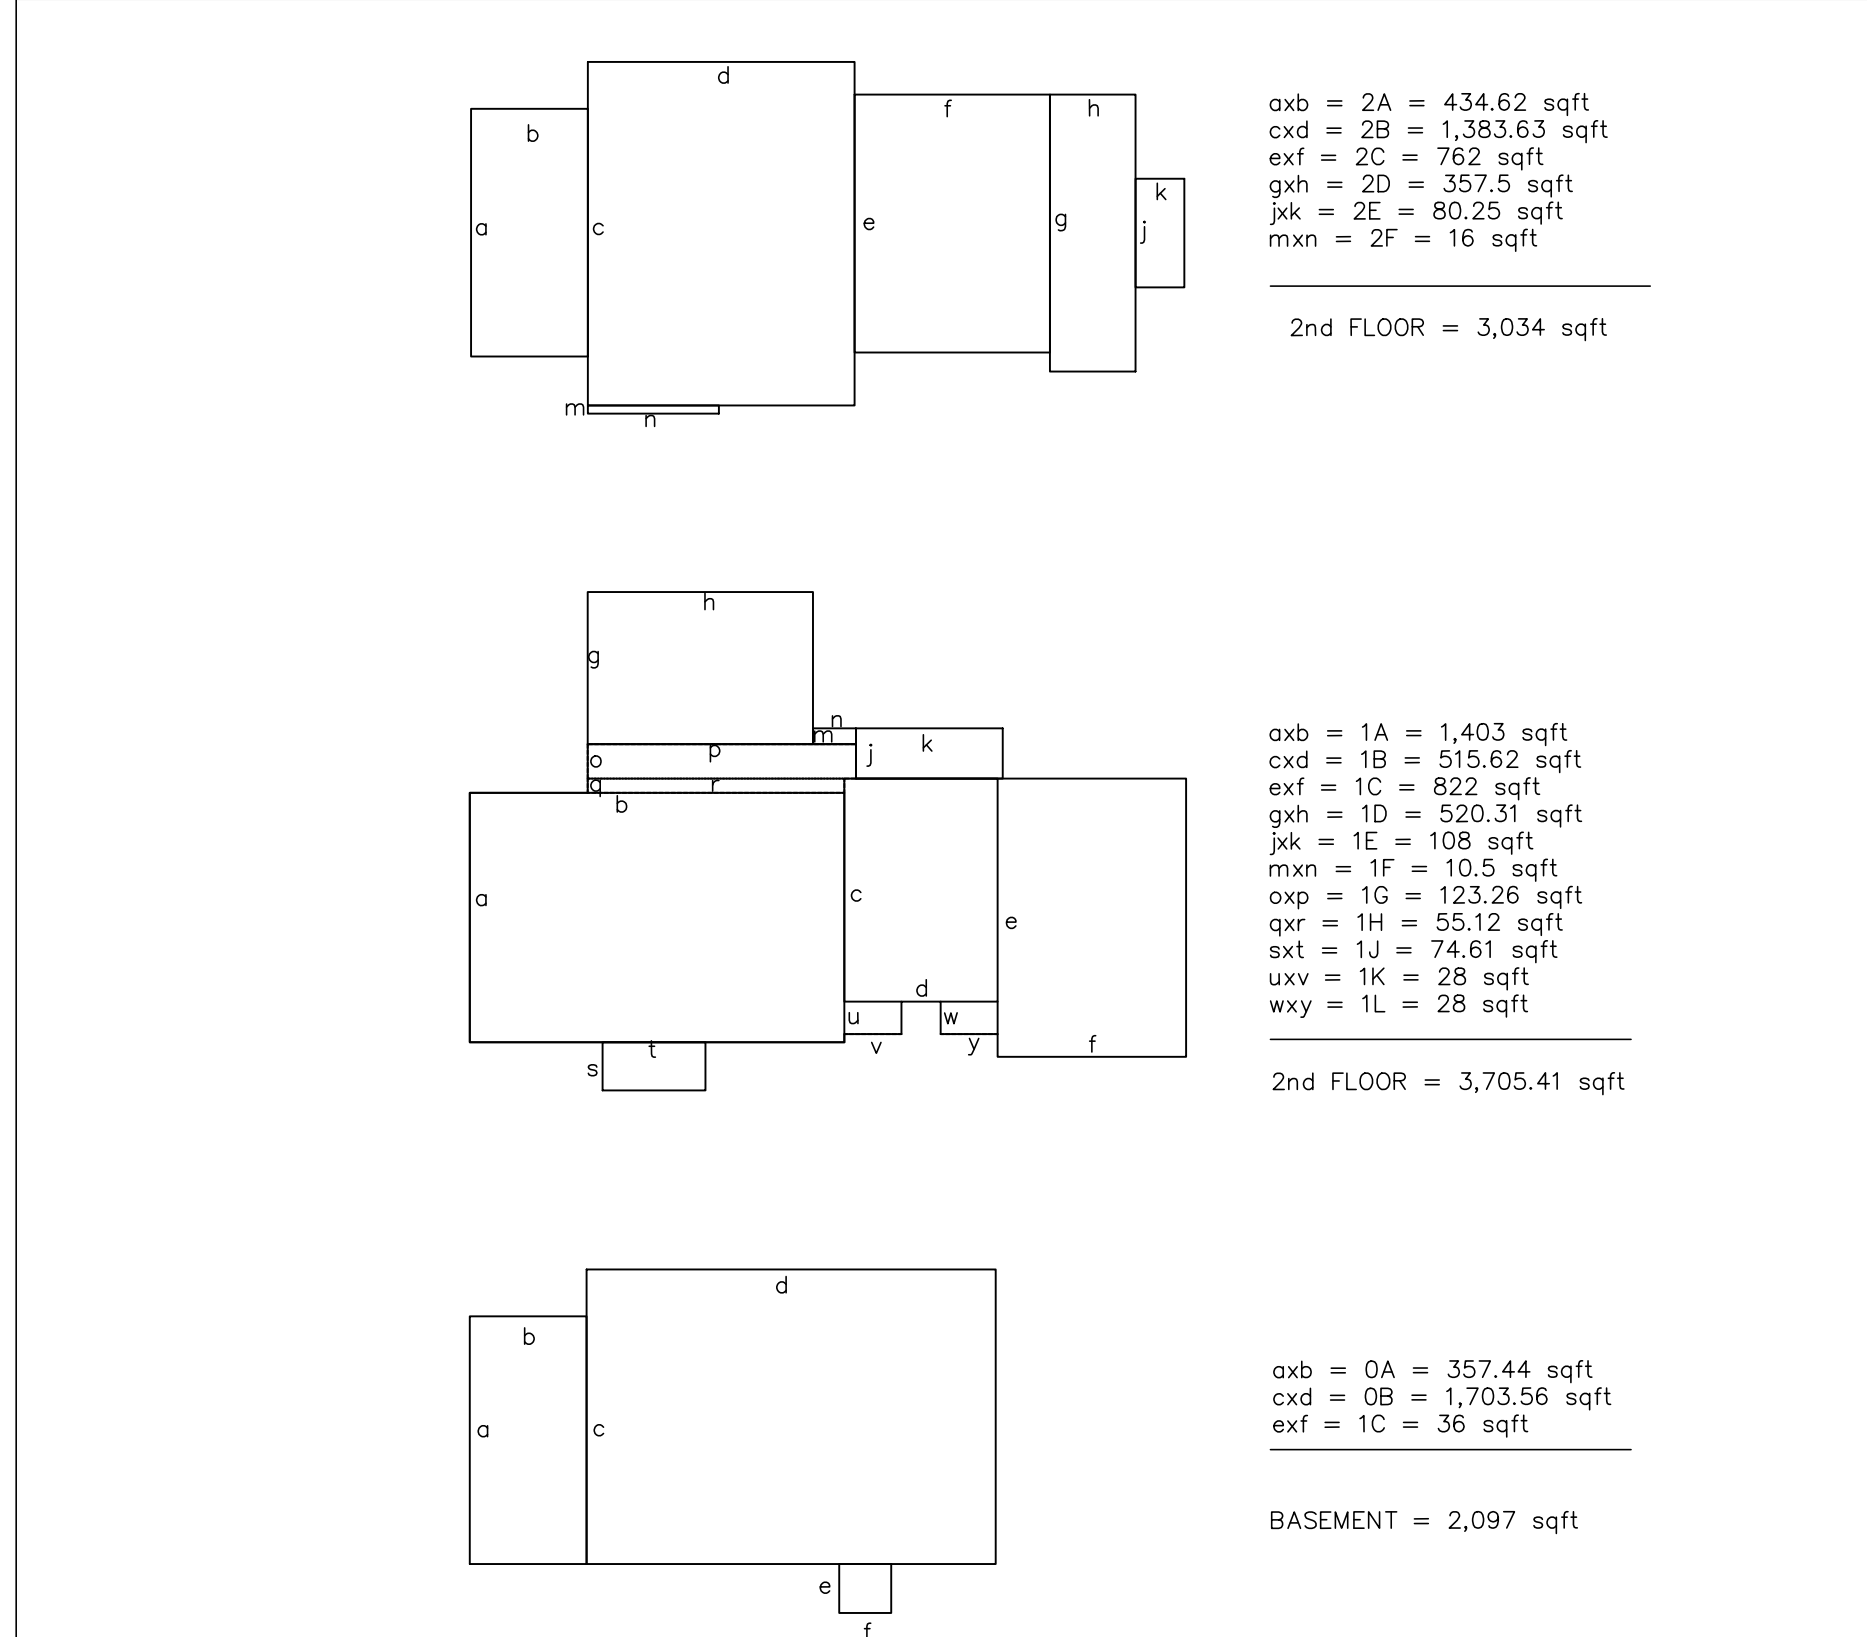 d
b
f
h
k
a
c
e
g
j
m
n
axb = 2A = 434.62 sqft
cxd = 2B = 1,383.63 sqft
exf = 2C = 762 sqft
gxh = 2D = 357.5 sqft
jxk = 2E = 80.25 sqft
mxn = 2F = 16 sqft
2nd FLOOR = 3,034 sqft
h
g
n
m
p
k
o
j
q
r
b
a
c
e
d
u
w
v
y
f
t
s
axb = 1A = 1,403 sqft
cxd = 1B = 515.62 sqft
exf = 1C = 822 sqft
gxh = 1D = 520.31 sqft
jxk = 1E = 108 sqft
mxn = 1F = 10.5 sqft
oxp = 1G = 123.26 sqft
qxr = 1H = 55.12 sqft
sxt = 1J = 74.61 sqft
uxv = 1K = 28 sqft
wxy = 1L = 28 sqft
2nd FLOOR = 3,705.41 sqft
d
b
a
c
e
f
axb = 0A = 357.44 sqft
cxd = 0B = 1,703.56 sqft
exf = 1C = 36 sqft
BASEMENT = 2,097 sqft